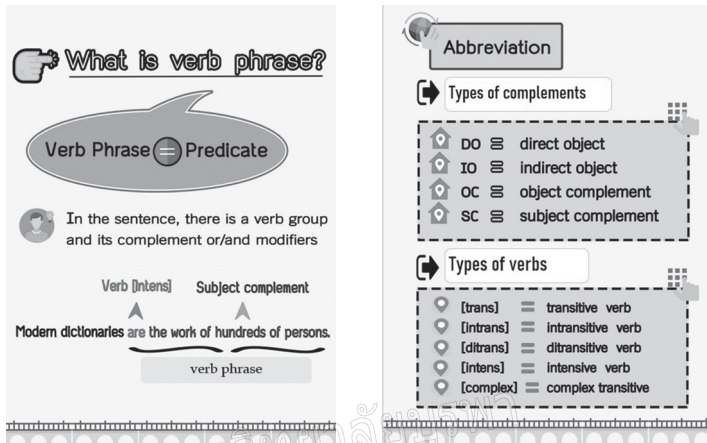 What is verb phrase?
Verb Phrase = Predicate
In the sentence, there is a verb group
and its complement or/and modifiers
Verb [Intens] Subject complement
Modern dictionaries are the work of hundreds of persons.
verb phrase
Abbreviation
Types of complements
DO = direct object
IO = indirect object
OC = object complement
SC = subject complement
Types of verbs
[trans] = transitive verb
[intrans] = intransitive verb
[ditrans] = ditransitive verb
[intens] = intensive verb
[complex] = complex transitive